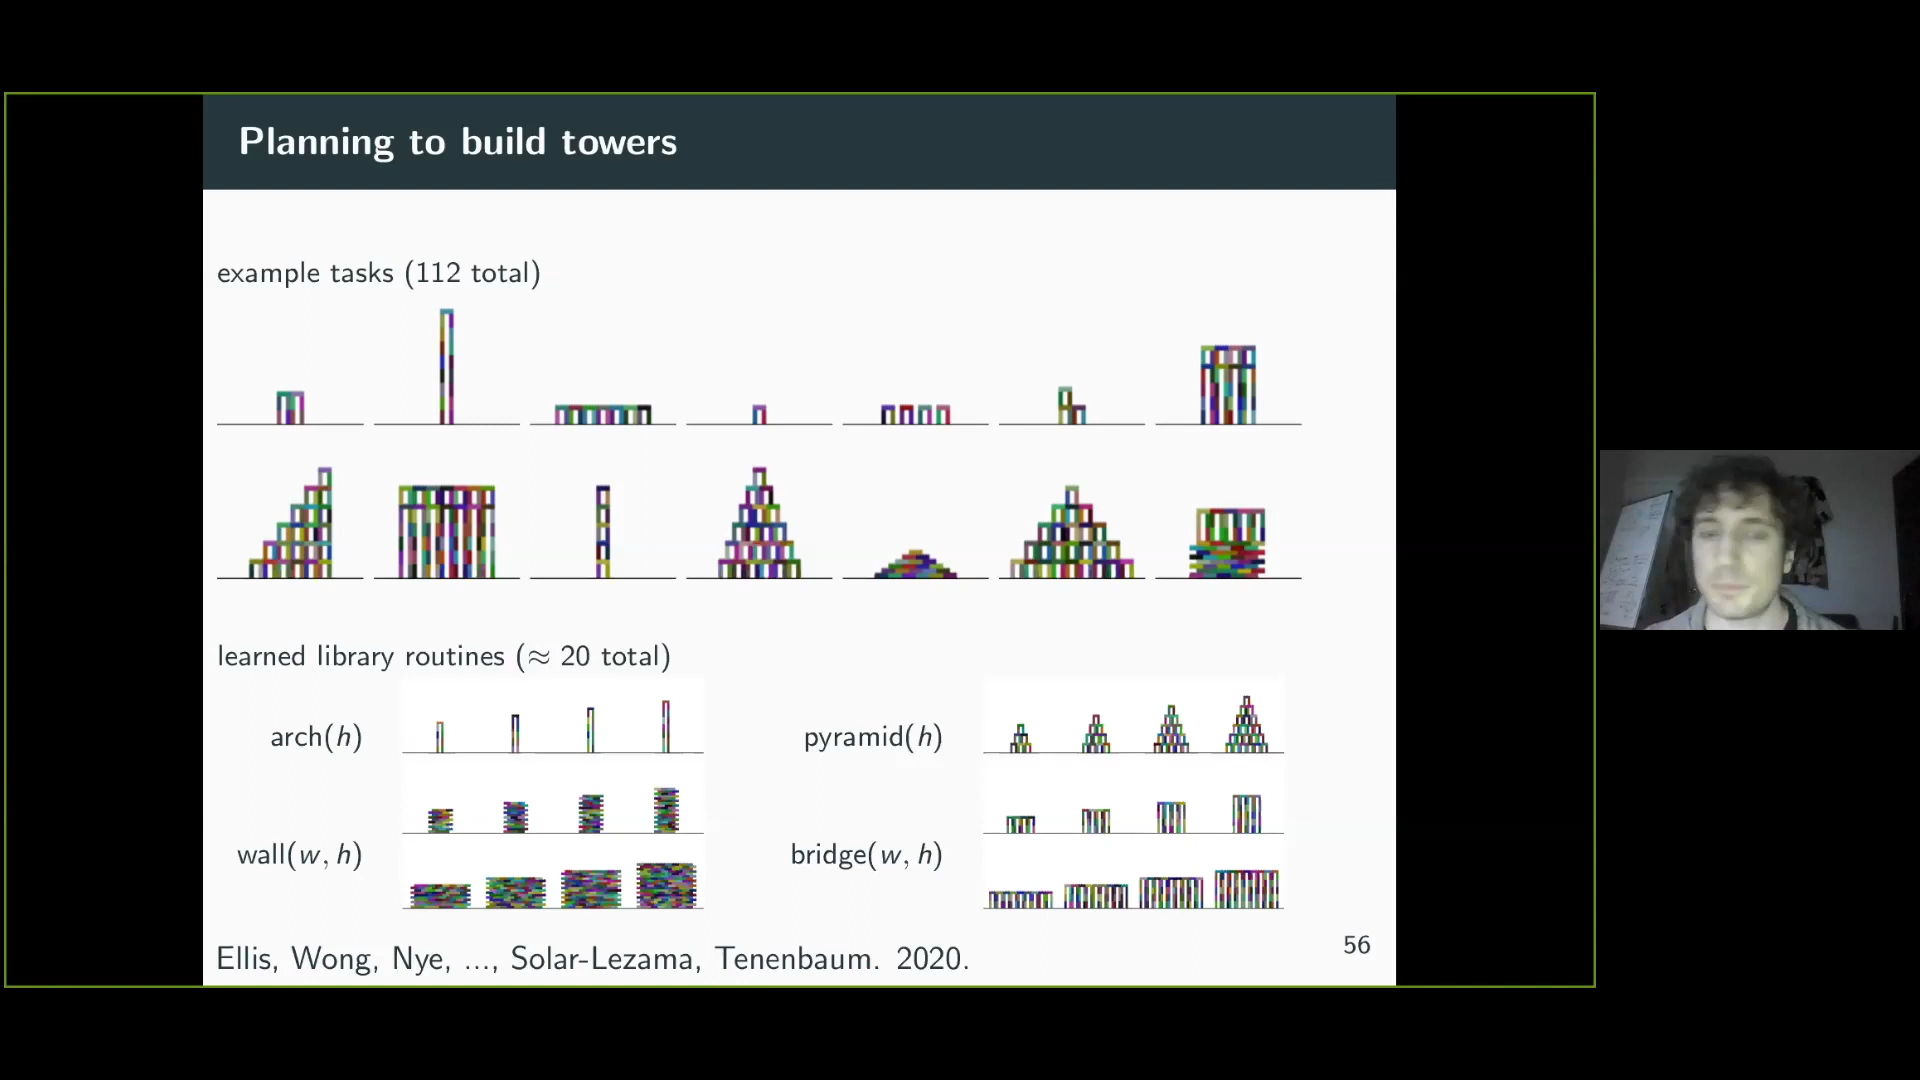 Planning to build towers
example tasks (112 total)
learned library routines (≈ 20 total)
arch(h)
pyramid(h)
wall(w, h)
bridge(w, h)
56
Ellis, Wong, Nye, ..., Solar-Lezama, Tenenbaum. 2020.